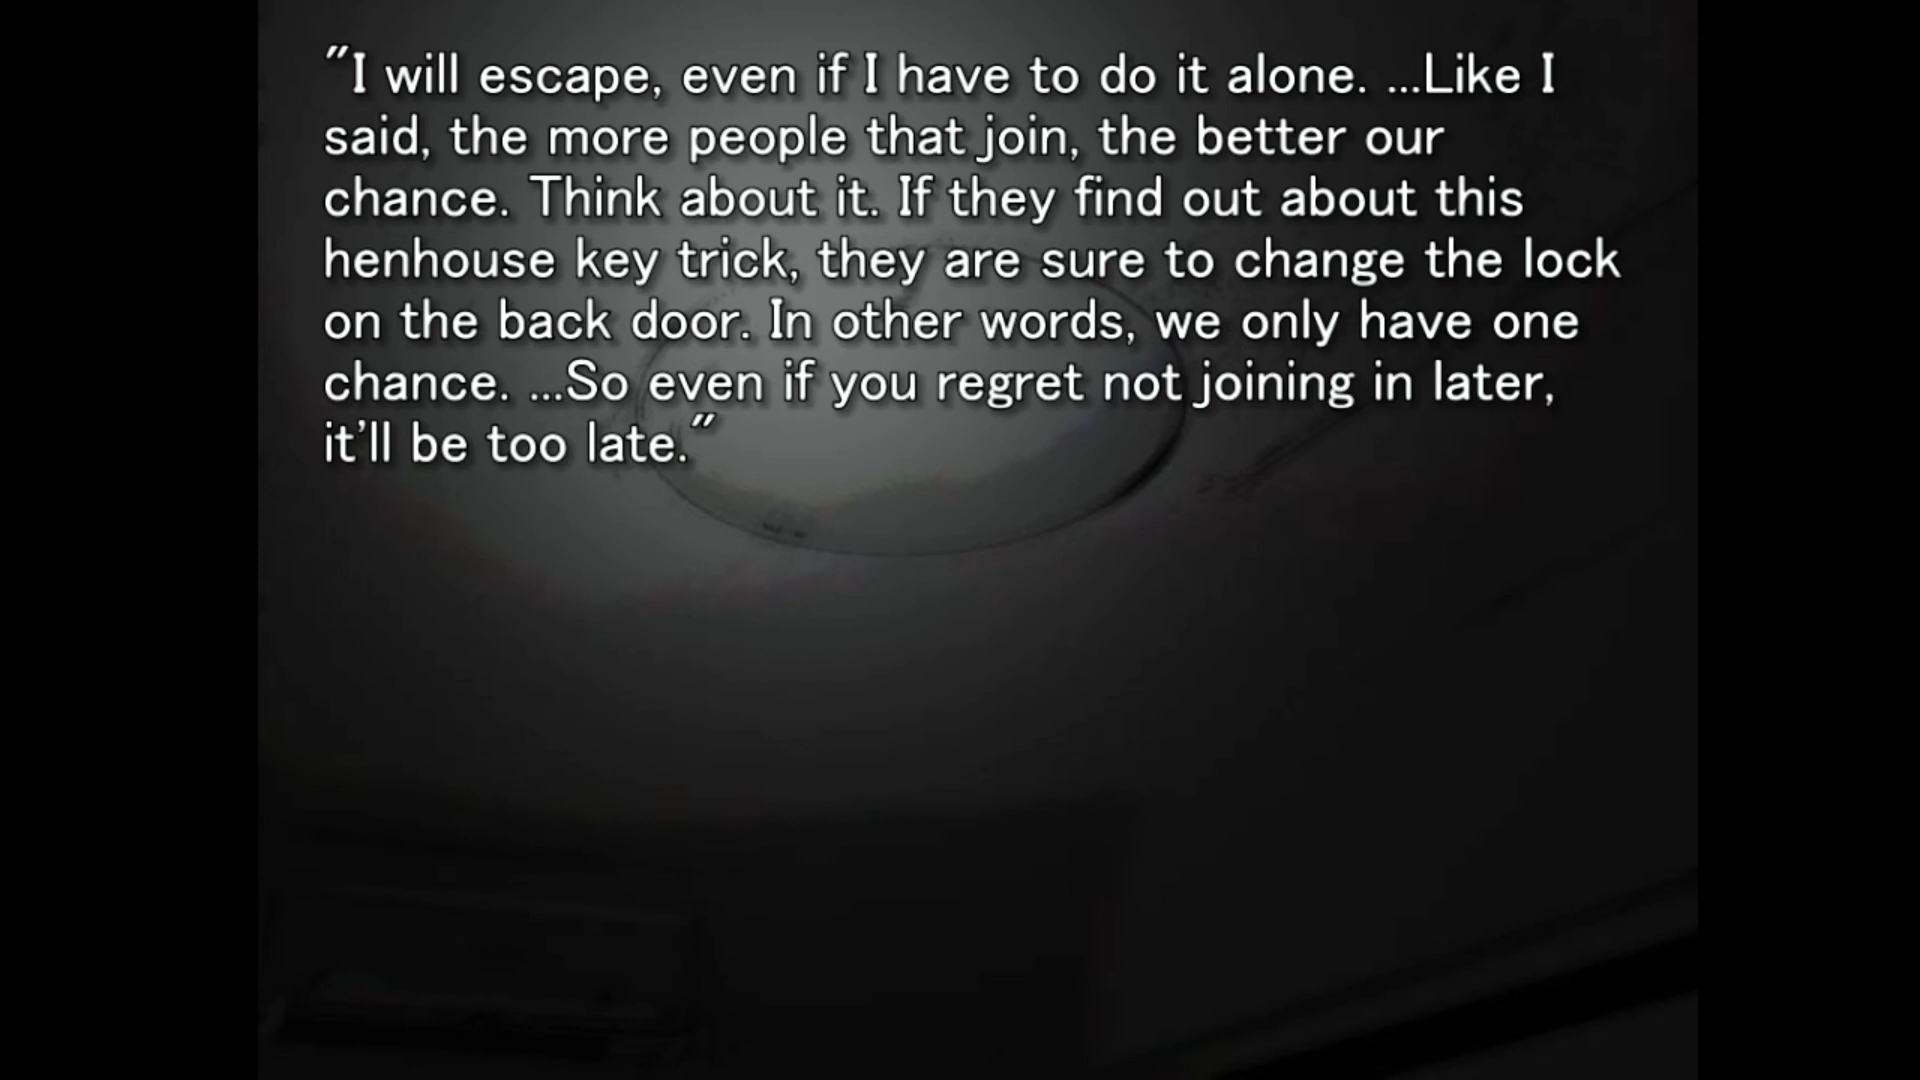 "I will escape, even if I have to do it alone. ...Like I
said, the more people that join, the better our
chance. Think about it. If they find out about this
henhouse key trick, they are sure to change the lock
on the back door. In other words, we only have one
chance. ...So even if you regret not joining in later,
it'll be too late."